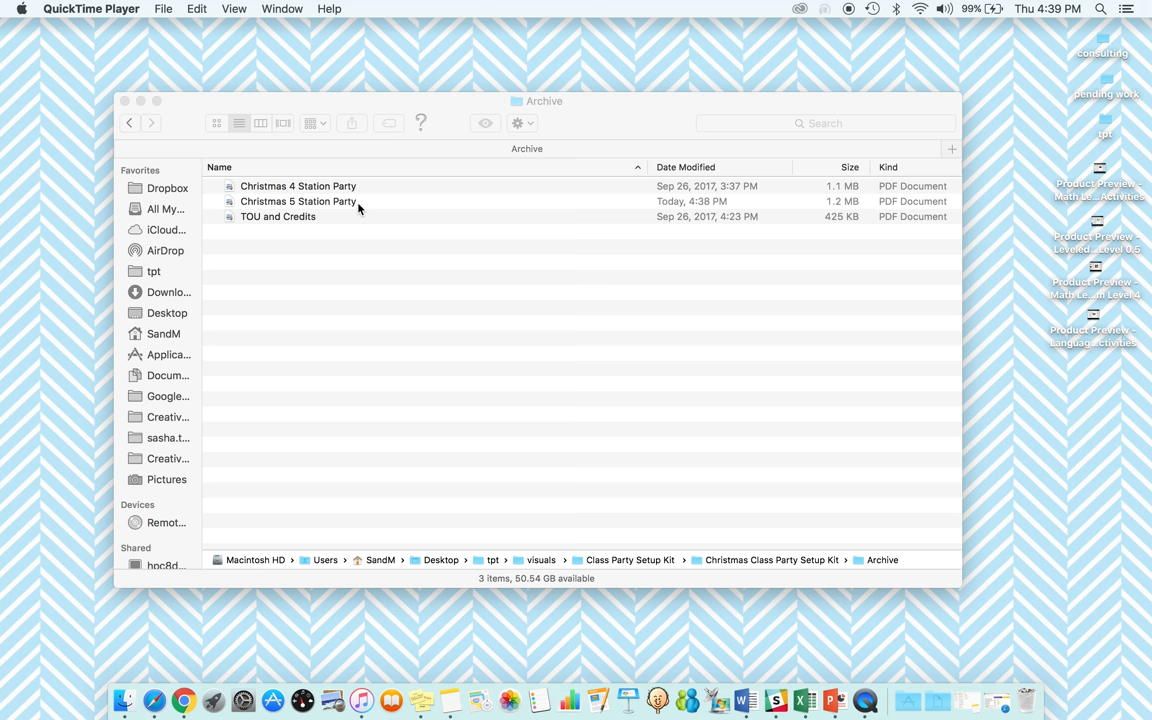 QuickTime Player File Edit View Window Help 99% Thu 4:39 PM
consulting
pending work
tpt
Product Preview -
Math Le...Activities
Product Preview -
Leveled...Level 0.5
Product Preview -
Math Le...m Level 4
Product Preview -
Languag...ctivities
Archive
? Search
Archive
Favorites
Dropbox
All My...
iCloud...
AirDrop
tpt
Downlo...
Desktop
SandM
Applica...
Docum...
Google...
Creativ...
sasha.t...
Creativ...
Pictures
Devices
Remot...
Shared
hpc8d...
Name Date Modified Size Kind
Christmas 4 Station Party Sep 26, 2017, 3:37 PM 1.1 MB PDF Document
Christmas 5 Station Party Today, 4:38 PM 1.2 MB PDF Document
TOU and Credits Sep 26, 2017, 4:23 PM 425 KB PDF Document
Macintosh HD › Users › SandM › Desktop › tpt › visuals › Class Party Setup Kit › Christmas Class Party Setup Kit › Archive
3 items, 50.54 GB available